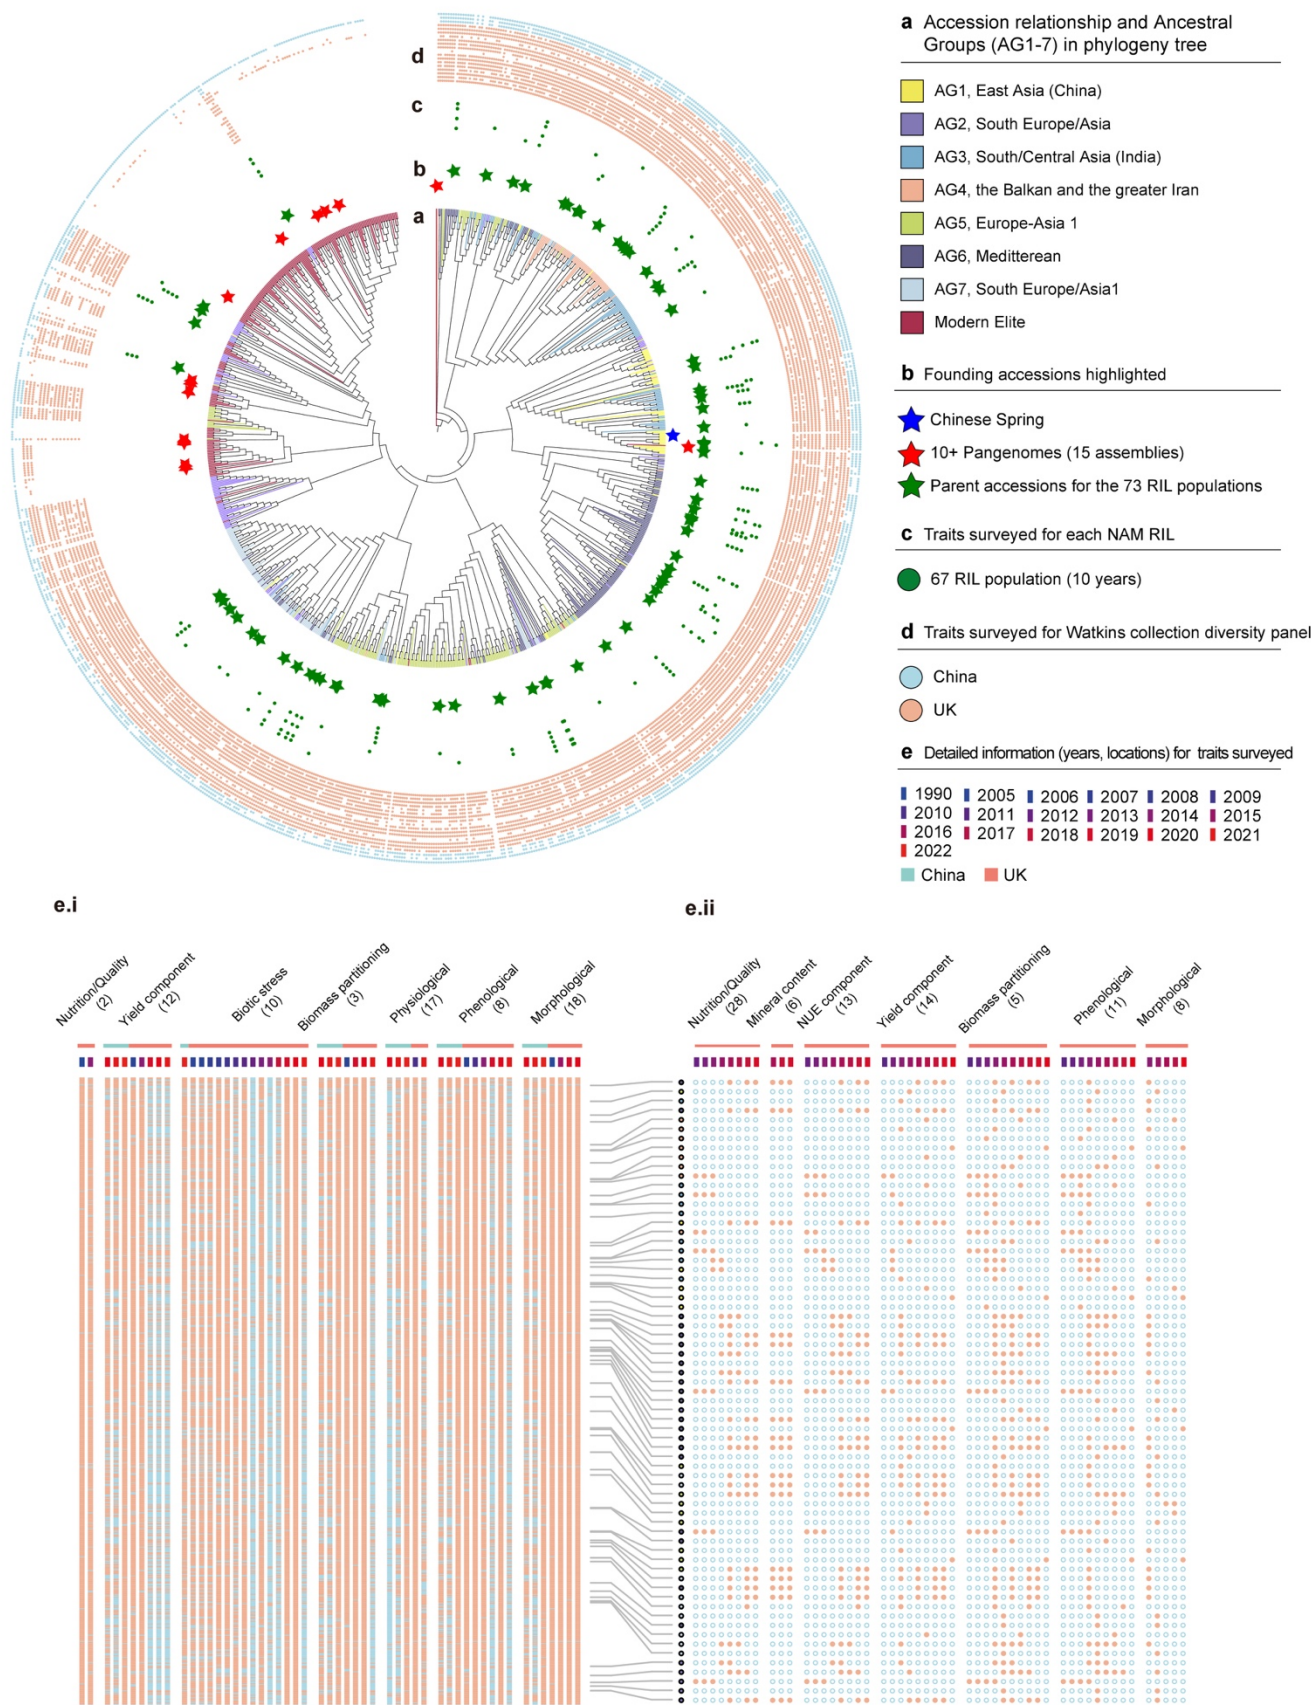 d
c
b
a
a Accession relationship and Ancestral
Groups (AG1-7) in phylogeny tree
AG1, East Asia (China)
AG2, South Europe/Asia
AG3, South/Central Asia (India)
AG4, the Balkan and the greater Iran
AG5, Europe-Asia 1
AG6, Meditterean
AG7, South Europe/Asia1
Modern Elite
b Founding accessions highlighted
Chinese Spring
10+ Pangenomes (15 assemblies)
Parent accessions for the 73 RIL populations
c Traits surveyed for each NAM RIL
67 RIL population (10 years)
d Traits surveyed for Watkins collection diversity panel
China
UK
e Detailed information (years, locations) for traits surveyed
1990 2005 2006 2007 2008 2009
2010 2011 2012 2013 2014 2015
2016 2017 2018 2019 2020 2021
2022
China UK
e.i
Nutrition/Quality
(2)
Yield component
(12)
Biotic stress
(10)
Biomass partitioning
(3)
Physiological
(17)
Phenological
(8)
Morphological
(18)
e.ii
Nutrition/Quality
(28)
Mineral content
(6)
NUE component
(13)
Yield component
(14)
Biomass partitioning
(5)
Phenological
(11)
Morphological
(8)